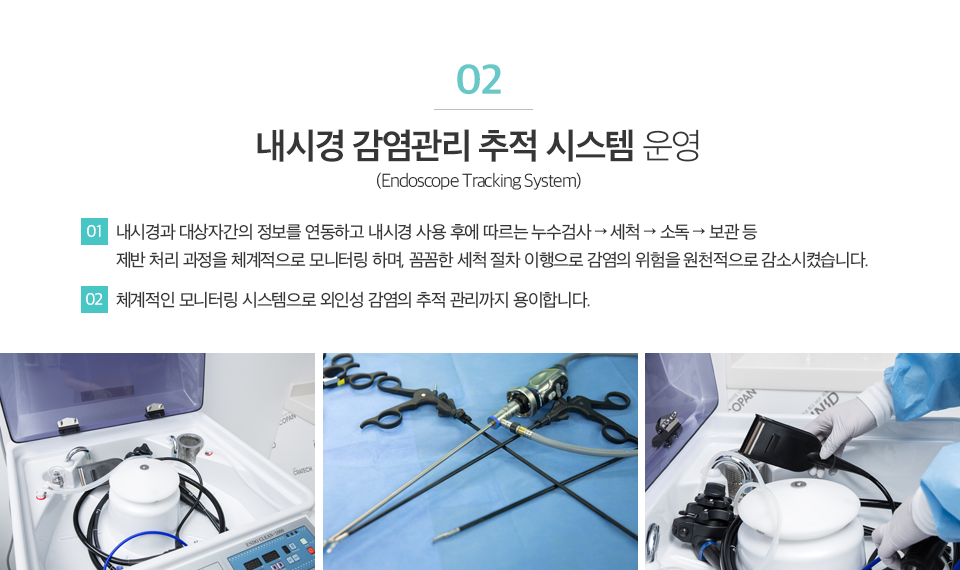 02
내시경 감염관리 추적 시스템 운영
(Endoscope Tracking System)
01 내시경과 대상자간의 정보를 연동하고 내시경 사용 후에 따르는 누수검사 → 세척 → 소독 → 보관 등
제반 처리 과정을 체계적으로 모니터링 하며, 꼼꼼한 세척 절차 이행으로 감염의 위험을 원천적으로 감소시켰습니다.
02 체계적인 모니터링 시스템으로 외인성 감염의 추적 관리까지 용이합니다.